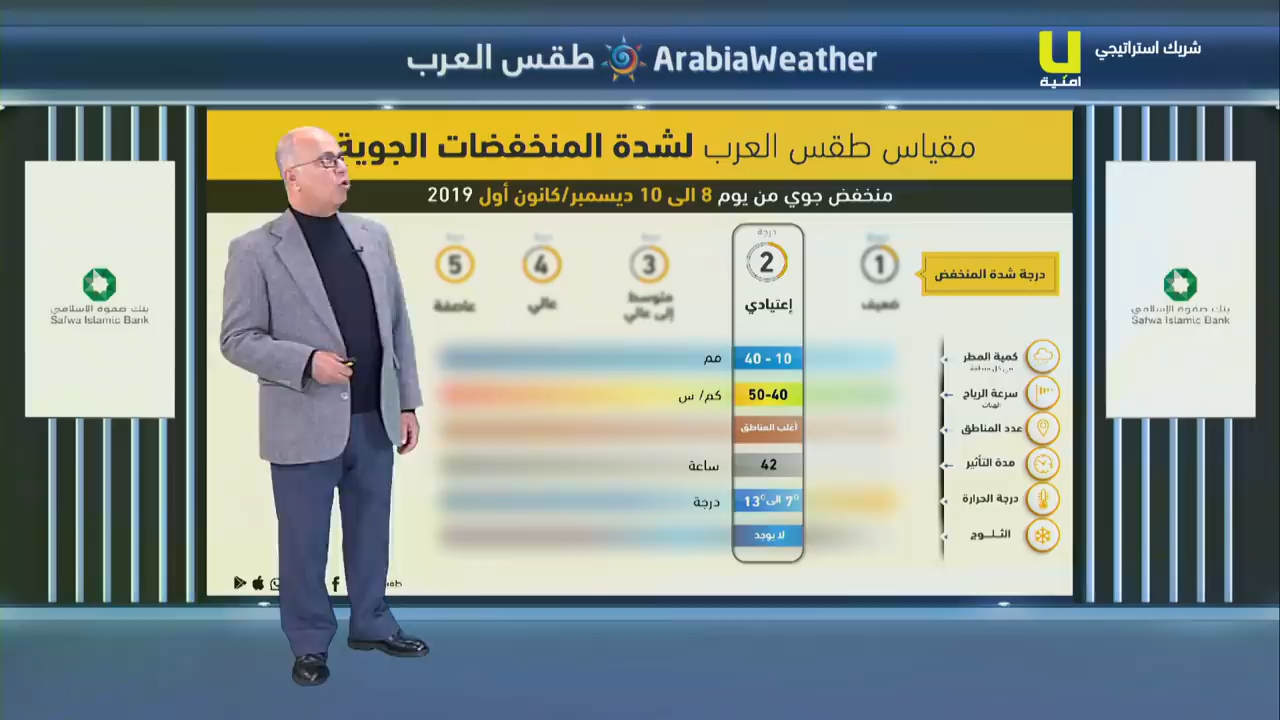 شريك استراتيجي
امنية
ArabiaWeather طقس العرب
مقياس طقس العرب لشدة المنخفضات الجوية
منخفض جوي من يوم 8 الى 10 ديسمبر/كانون أول 2019
درجة شدة المنخفض
1
ضعيف
درجة
2
إعتيادي
3
متوسط
إلى عالي
4
عالي
5
عاصفة
كمية المطر
10 - 40 مم
سرعة الرياح
الهبات
40-50 كم/ س
عدد المناطق
أغلب المناطق
مدة التأثير
42 ساعة
درجة الحرارة
7° الى 13°C درجة
الثلـــوج
لا يوجد
بنك صفوة الإسلامي
Safwa Islamic Bank
بنك صفوة الإسلامي
Safwa Islamic Bank